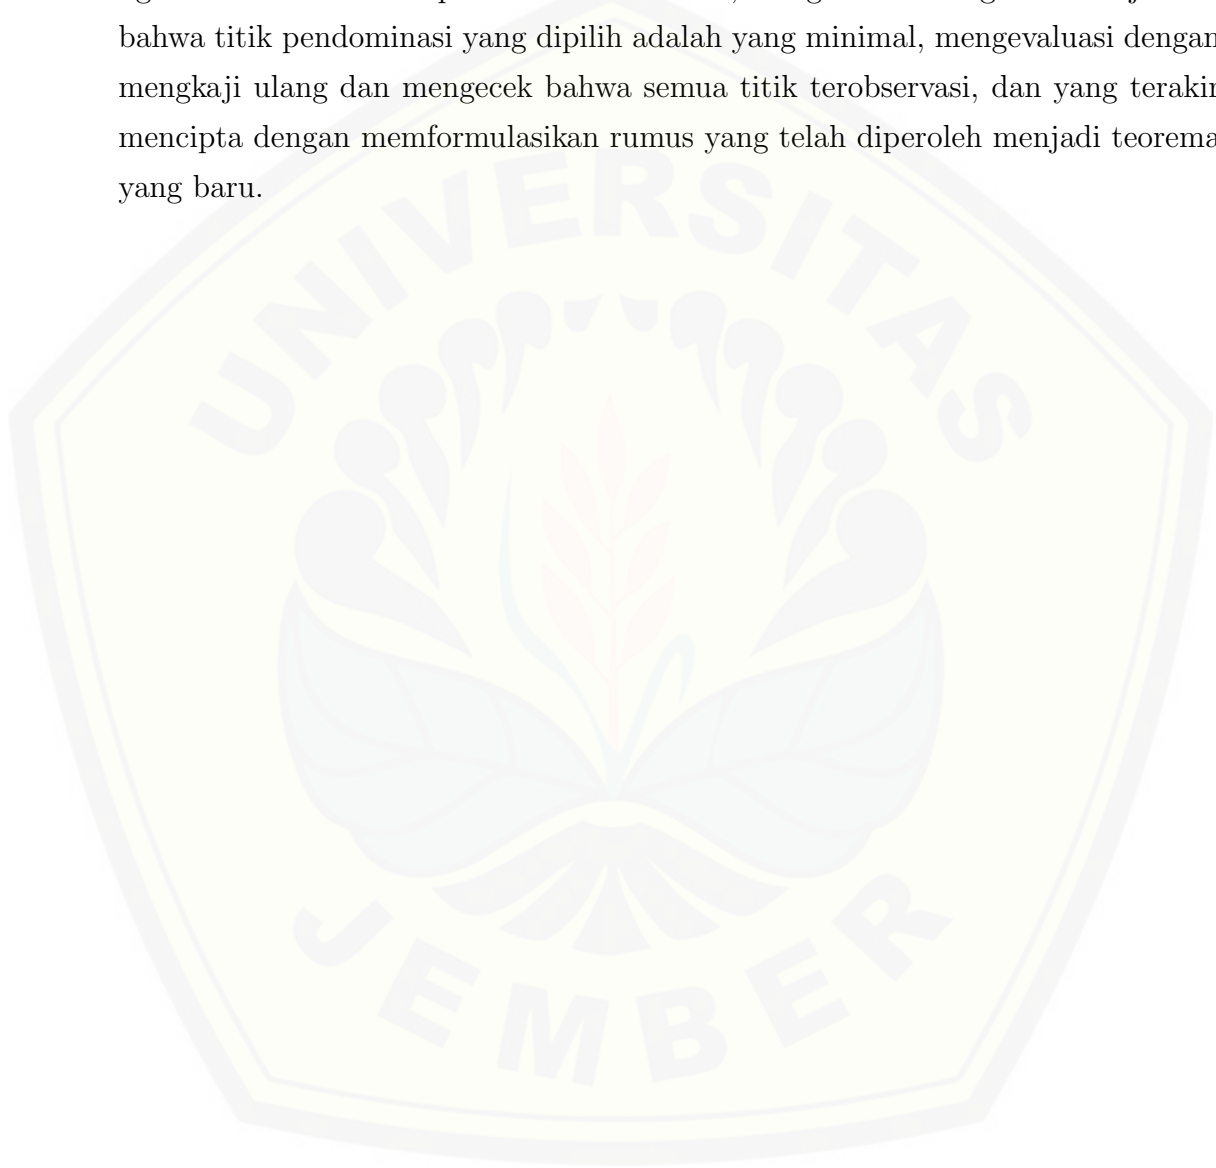 bahwa titik pendominasi yang dipilih adalah yang minimal, mengevaluasi dengan
mengkaji ulang dan mengecek bahwa semua titik terobservasi, dan yang terakir
mencipta dengan memformulasikan rumus yang telah diperoleh menjadi teorema
yang baru.
UNIVERSITAS
JEMBER